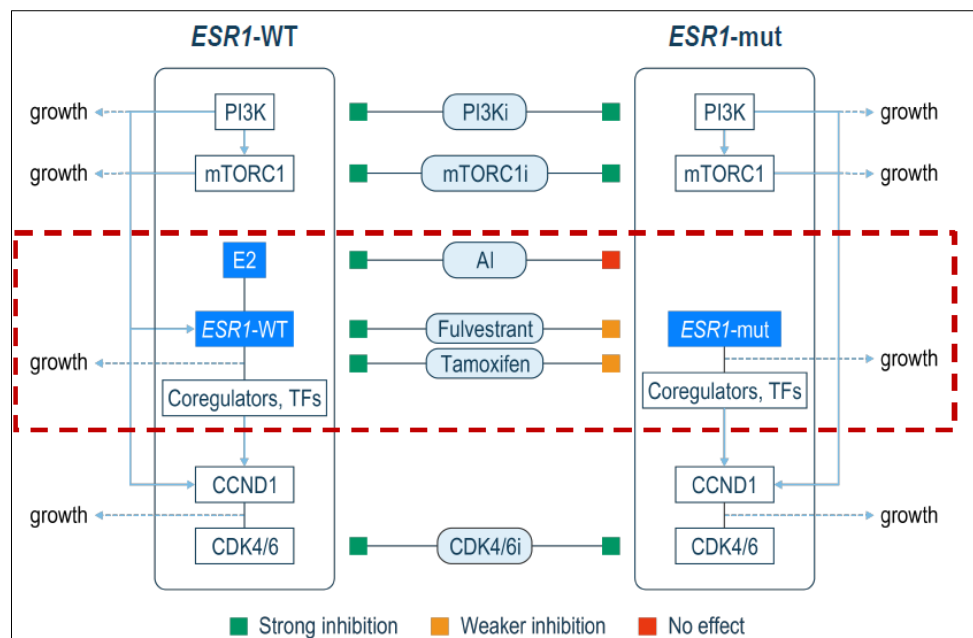 ESR1-WT ESR1-mut
growth PI3K PI3Ki PI3K growth
growth mTORC1 mTORC1i mTORC1 growth
E2 AI
ESR1-WT Fulvestrant ESR1-mut
growth Tamoxifen growth
Coregulators, TFs Coregulators, TFs
CCND1 CCND1
growth growth
CDK4/6 CDK4/6i CDK4/6
Strong inhibition Weaker inhibition No effect